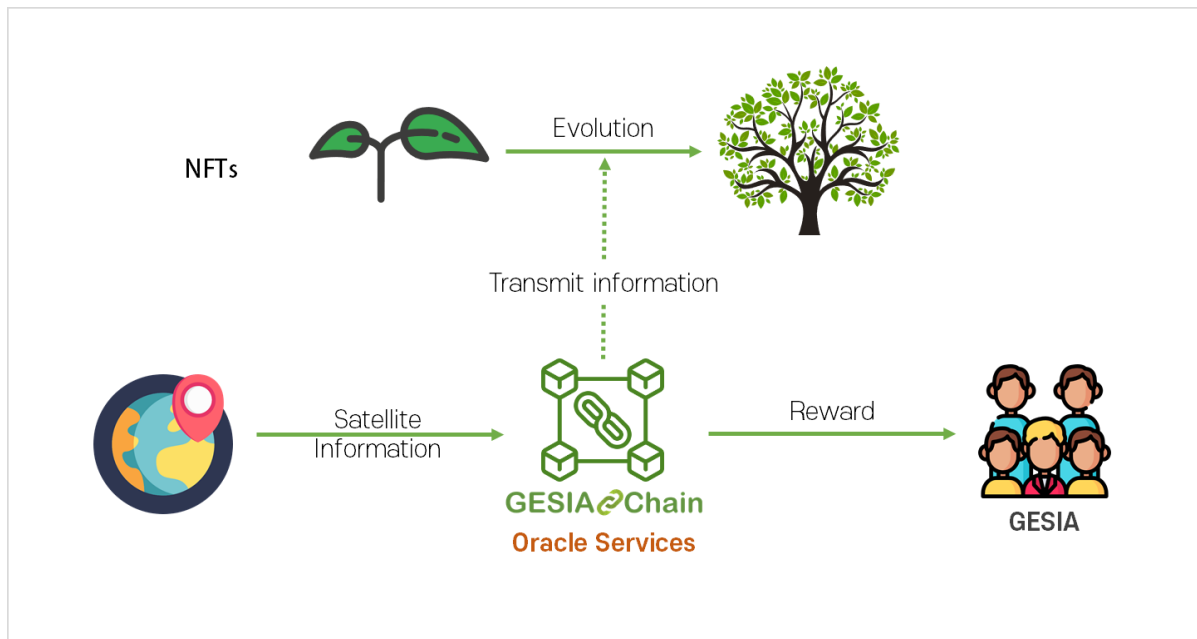 Evolution
NFTs
Transmit information
Satellite
Information
Reward
GESIA Chain
Oracle Services
GESIA